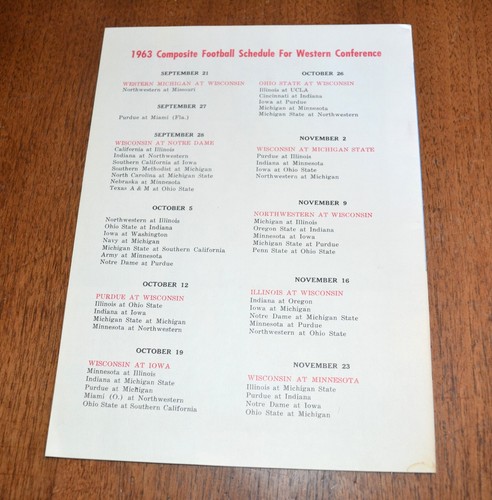 1963 Composite Football Schedule For Western Conference
SEPTEMBER 21
WESTERN MICHIGAN AT WISCONSIN
Northwestern at Missouri
SEPTEMBER 27
Purdue at Miami (Fla.)
SEPTEMBER 28
WISCONSIN AT NOTRE DAME
California at Illinois
Indiana at Northwestern
Southern California at Iowa
Southern Methodist at Michigan
North Carolina at Michigan State
Nebraska at Minnesota
Texas A & M at Ohio State
OCTOBER 5
Northwestern at Illinois
Ohio State at Indiana
Iowa at Washington
Navy at Michigan
Michigan State at Southern California
Army at Minnesota
Notre Dame at Purdue
OCTOBER 12
PURDUE AT WISCONSIN
Illinois at Ohio State
Indiana at Iowa
Michigan State at Michigan
Minnesota at Northwestern
OCTOBER 19
WISCONSIN AT IOWA
Minnesota at Illinois
Indiana at Michigan State
Purdue at Michigan
Miami (O.) at Northwestern
Ohio State at Southern California
OCTOBER 26
OHIO STATE AT WISCONSIN
Illinois at UCLA
Cincinnati at Indiana
Iowa at Purdue
Michigan at Minnesota
Michigan State at Northwestern
NOVEMBER 2
WISCONSIN AT MICHIGAN STATE
Purdue at Illinois
Indiana at Minnesota
Iowa at Ohio State
Northwestern at Michigan
NOVEMBER 9
NORTHWESTERN AT WISCONSIN
Michigan at Illinois
Oregon State at Indiana
Minnesota at Iowa
Michigan State at Purdue
Penn State at Ohio State
NOVEMBER 16
ILLINOIS AT WISCONSIN
Indiana at Oregon
Iowa at Michigan
Notre Dame at Michigan State
Minnesota at Purdue
Northwestern at Ohio State
NOVEMBER 23
WISCONSIN AT MINNESOTA
Illinois at Michigan State
Purdue at Indiana
Notre Dame at Iowa
Ohio State at Michigan